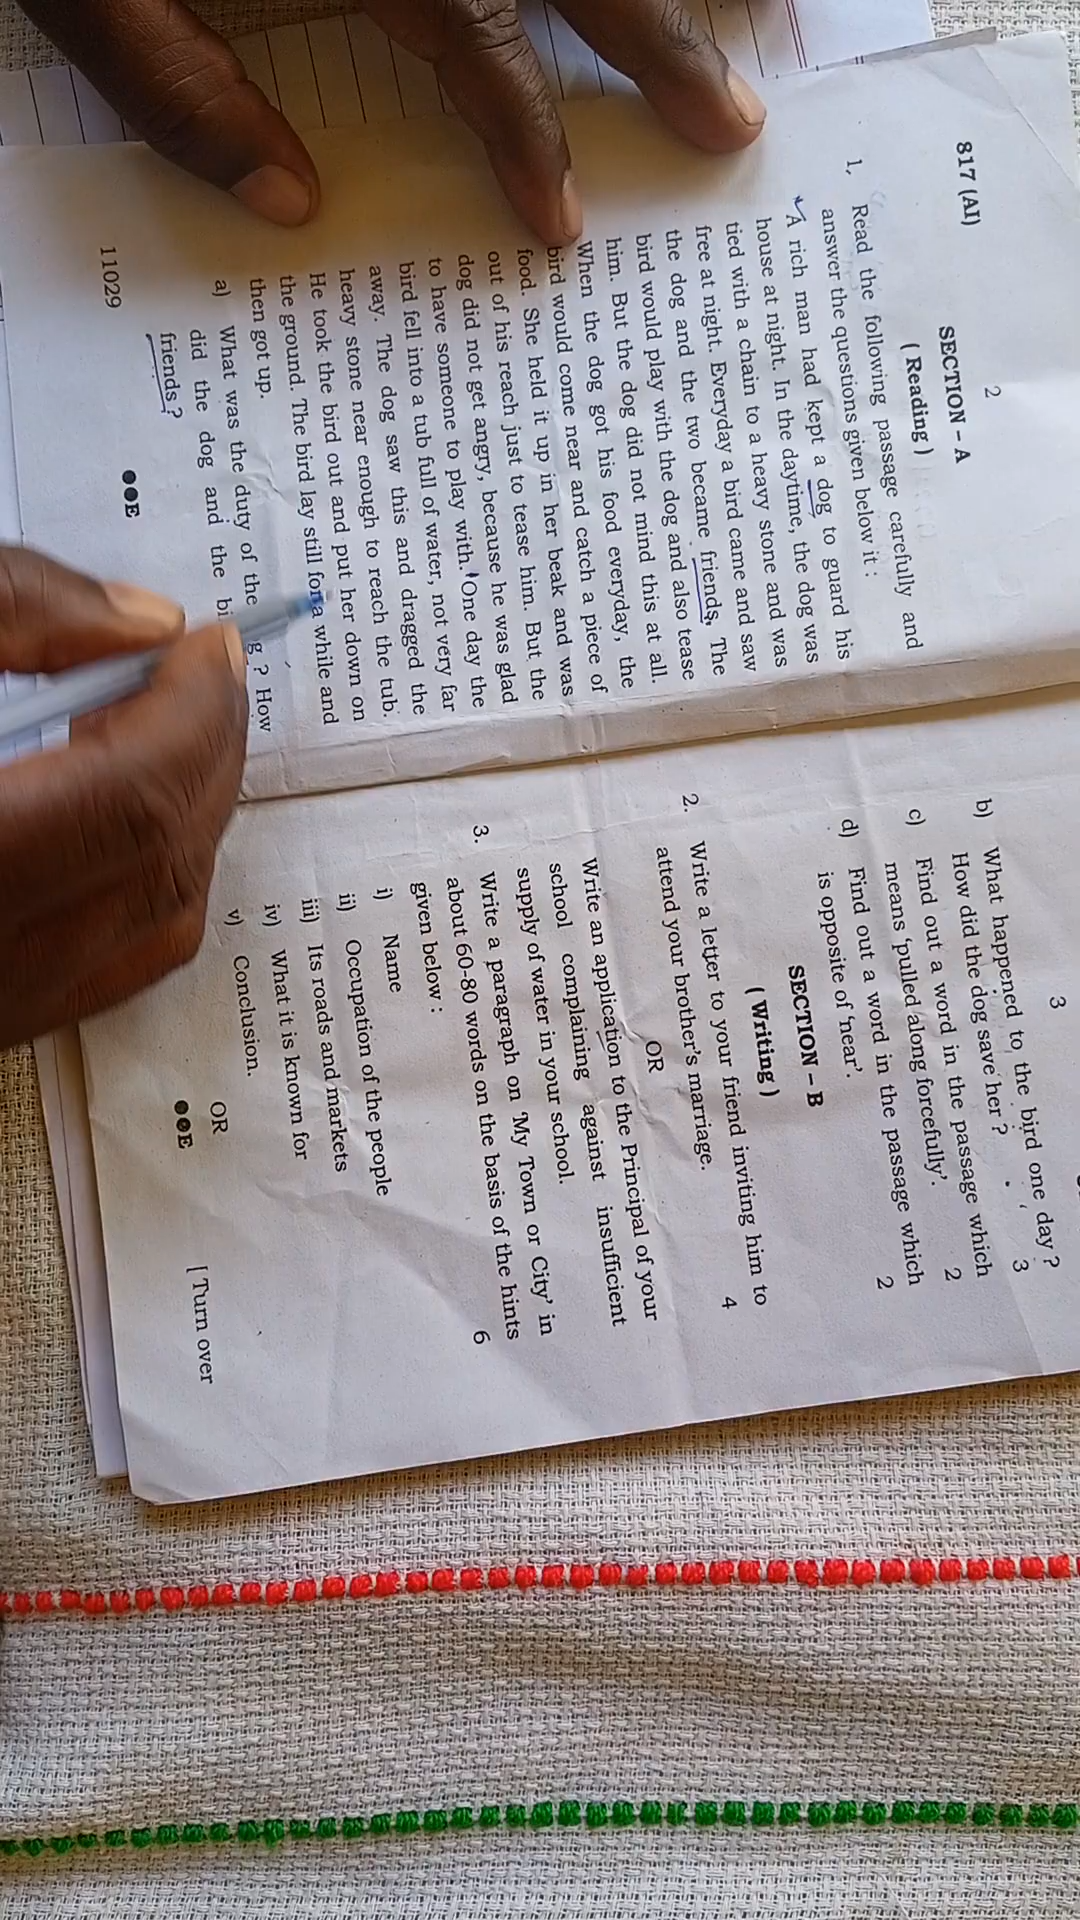 2
817 (AI)
SECTION – A
( Reading )
1. Read the following passage carefully and
answer the questions given below it :
A rich man had kept a dog to guard his
house at night. In the daytime, the dog was
tied with a chain to a heavy stone and was
free at night. Everyday a bird came and saw
the dog and the two became friends. The
bird would play with the dog and also tease
him. But the dog did not mind this at all.
When the dog got his food everyday, the
bird would come near and catch a piece of
food. She held it up in her beak and was
out of his reach just to tease him. But the
dog did not get angry, because he was glad
to have someone to play with. One day the
bird fell into a tub full of water, not very far
away. The dog saw this and dragged the
heavy stone near enough to reach the tub.
He took the bird out and put her down on
the ground. The bird lay still for a while and
then got up.
a) What was the duty of the ? How
did the dog and the
friends ?
11029
●●E
3
b) What happened to the bird one day ?
How did the dog save her ? 3
c) Find out a word in the passage which
means 'pulled along forcefully'. 2
d) Find out a word in the passage which
is opposite of 'near'. 2
SECTION – B
( Writing )
2. Write a letter to your friend inviting him to
attend your brother's marriage. 4
OR
Write an application to the Principal of your
school complaining against insufficient
supply of water in your school.
3. Write a paragraph on 'My Town or City' in
about 60-80 words on the basis of the hints
given below : 6
i) Name
ii) Occupation of the people
iii) Its roads and markets
iv) What it is known for
v) Conclusion.
OR
●●E
[ Turn over